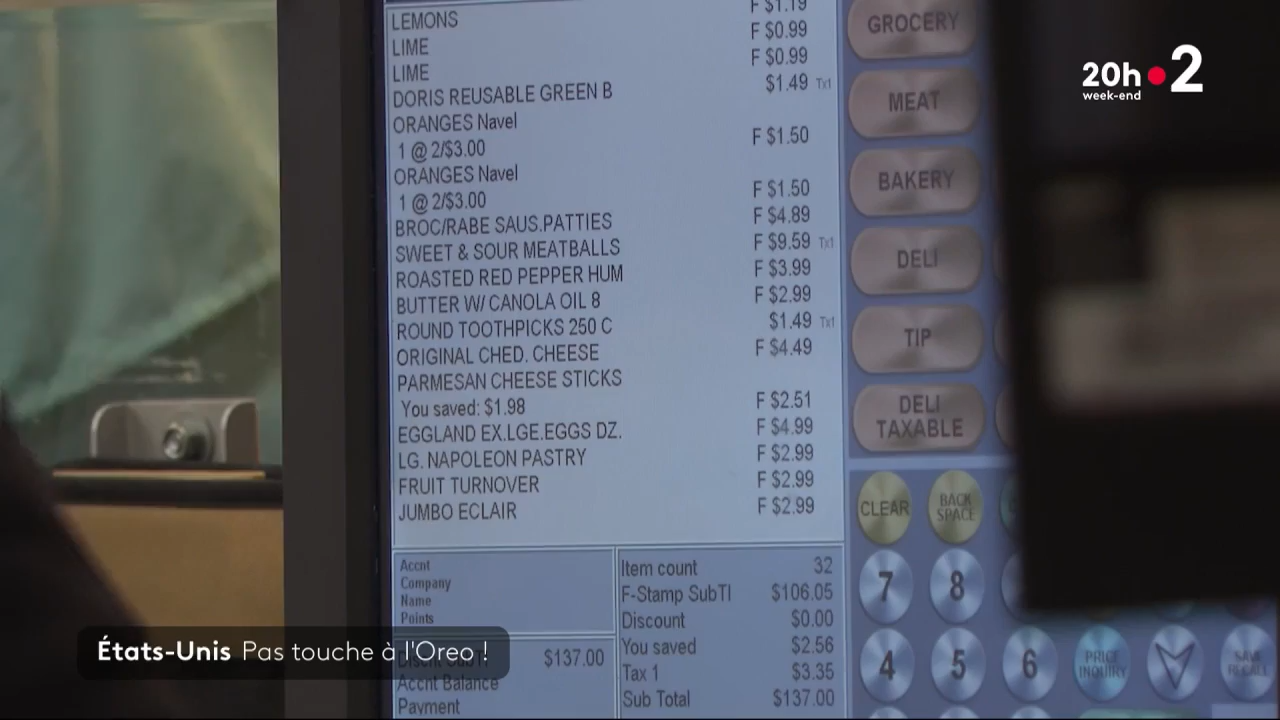 LEMONS F $1.19
LIME F $0.99
LIME F $0.99
DORIS REUSABLE GREEN B $1.49 Tx1
ORANGES Navel
1 @ 2/$3.00 F $1.50
ORANGES Navel
1 @ 2/$3.00 F $1.50
BROC/RABE SAUS.PATTIES F $4.89
SWEET & SOUR MEATBALLS F $9.59 Tx1
ROASTED RED PEPPER HUM F $3.99
BUTTER W/ CANOLA OIL 8 F $2.99
ROUND TOOTHPICKS 250 C $1.49 Tx1
ORIGINAL CHED. CHEESE F $4.49
PARMESAN CHEESE STICKS
You saved: $1.98 F $2.51
EGGLAND EX.LGE.EGGS DZ. F $4.99
LG. NAPOLEON PASTRY F $2.99
FRUIT TURNOVER F $2.99
JUMBO ECLAIR F $2.99
Accnt
Company
Name
Points
Discnt SubTl $137.00
Accnt Balance
Payment
Item count 32
F-Stamp SubTl $106.05
Discount $0.00
You saved $2.56
Tax 1 $3.35
Sub Total $137.00
GROCERY
MEAT
BAKERY
DELI
TIP
DELI
TAXABLE
CLEAR
BACK
SPACE
7 8
4 5 6
PRICE
INQUIRY
SAVE
RECALL
20h 2
week-end
États-Unis Pas touche à l'Oreo !